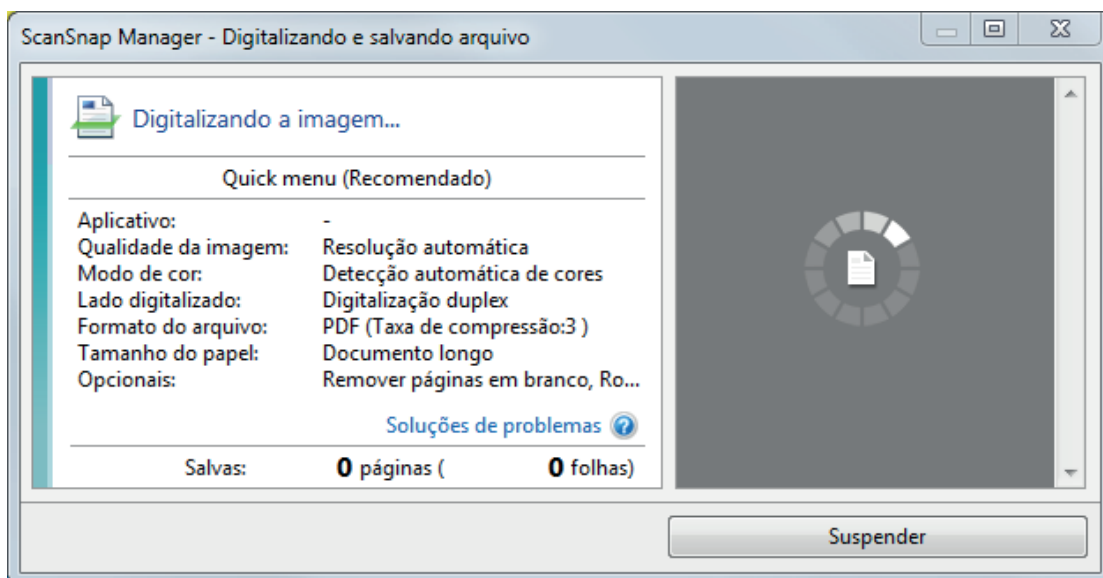 ScanSnap Manager - Digitalizando e salvando arquivo
Digitalizando a imagem...
Quick menu (Recomendado)
Aplicativo: -
Qualidade da imagem: Resolução automática
Modo de cor: Detecção automática de cores
Lado digitalizado: Digitalização duplex
Formato do arquivo: PDF (Taxa de compressão:3 )
Tamanho do papel: Documento longo
Opcionais: Remover páginas em branco, Ro...
Soluções de problemas
Salvas: 0 páginas ( 0 folhas)
Suspender